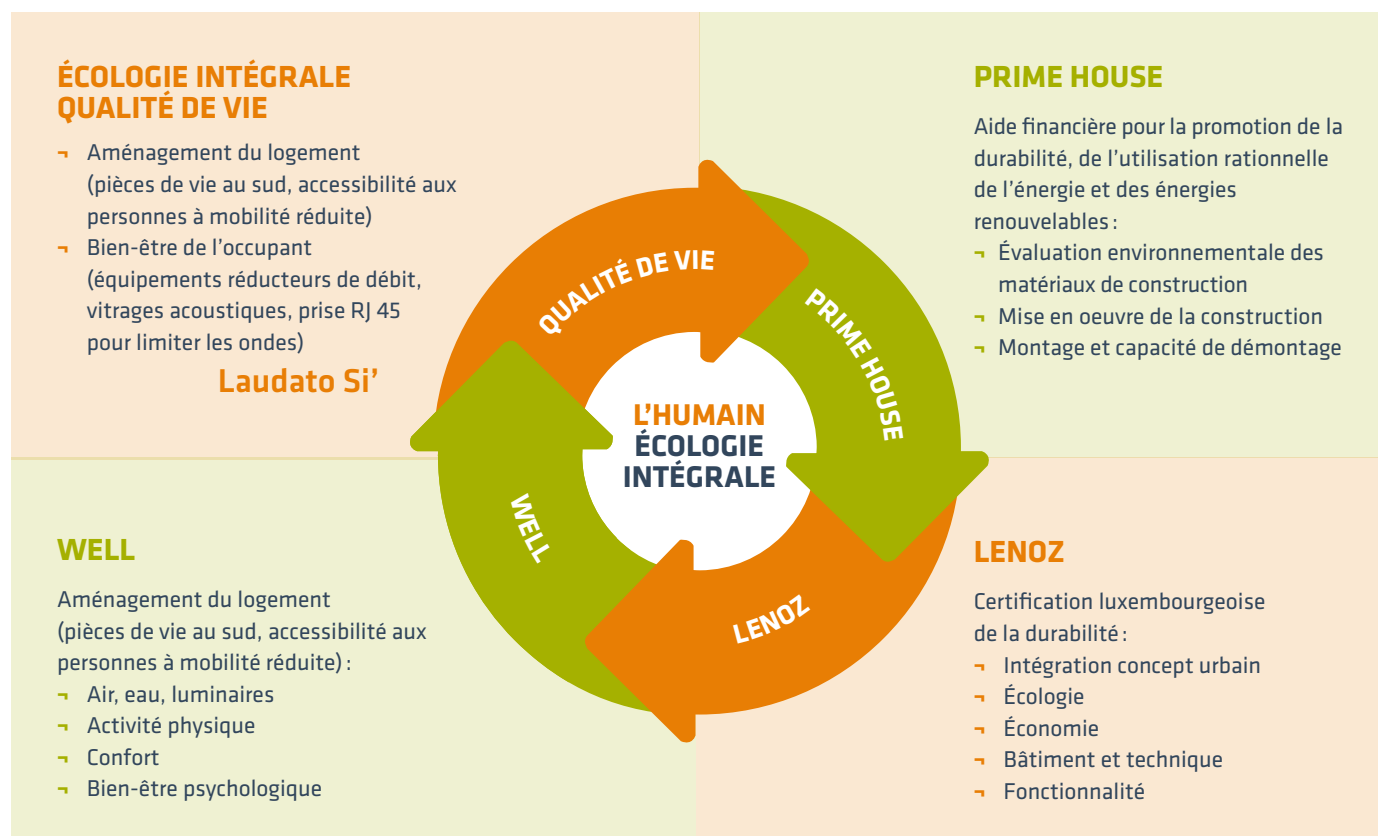 ÉCOLOGIE INTÉGRALE
QUALITÉ DE VIE
¬ Aménagement du logement
(pièces de vie au sud, accessibilité aux
personnes à mobilité réduite)
¬ Bien-être de l’occupant
(équipements réducteurs de débit,
vitrages acoustiques, prise RJ 45
pour limiter les ondes)
Laudato Si’
PRIME HOUSE
Aide financière pour la promotion de la
durabilité, de l’utilisation rationnelle
de l’énergie et des énergies
renouvelables :
¬ Évaluation environnementale des
matériaux de construction
¬ Mise en oeuvre de la construction
¬ Montage et capacité de démontage
QUALITÉ DE VIE
PRIME HOUSE
LENOZ
WELL
L’HUMAIN
ÉCOLOGIE
INTÉGRALE
WELL
Aménagement du logement
(pièces de vie au sud, accessibilité aux
personnes à mobilité réduite) :
¬ Air, eau, luminaires
¬ Activité physique
¬ Confort
¬ Bien-être psychologique
LENOZ
Certification luxembourgeoise
de la durabilité :
¬ Intégration concept urbain
¬ Écologie
¬ Économie
¬ Bâtiment et technique
¬ Fonctionnalité